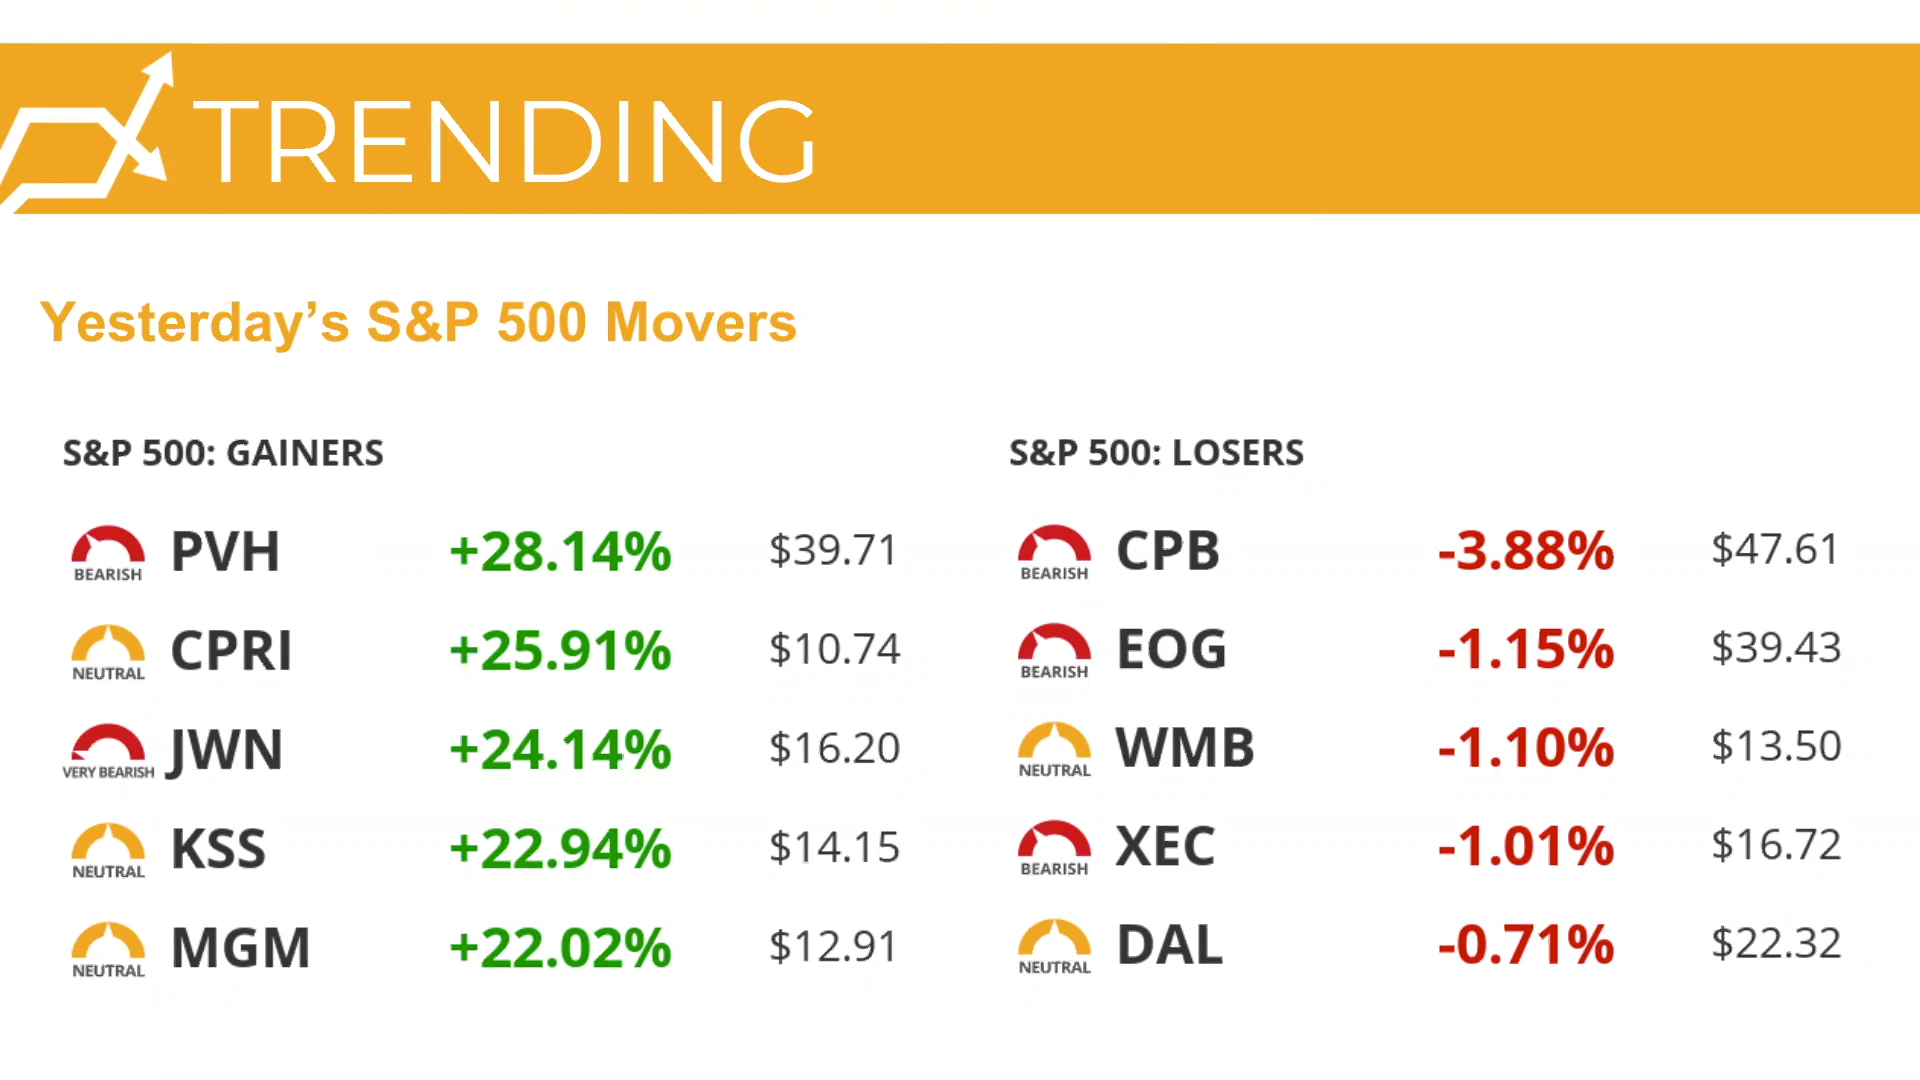 TRENDING
Yesterday’s S&P 500 Movers
S&P 500: GAINERS
BEARISH PVH +28.14% $39.71
NEUTRAL CPRI +25.91% $10.74
VERY BEARISH JWN +24.14% $16.20
NEUTRAL KSS +22.94% $14.15
NEUTRAL MGM +22.02% $12.91
S&P 500: LOSERS
BEARISH CPB -3.88% $47.61
BEARISH EOG -1.15% $39.43
NEUTRAL WMB -1.10% $13.50
BEARISH XEC -1.01% $16.72
NEUTRAL DAL -0.71% $22.32